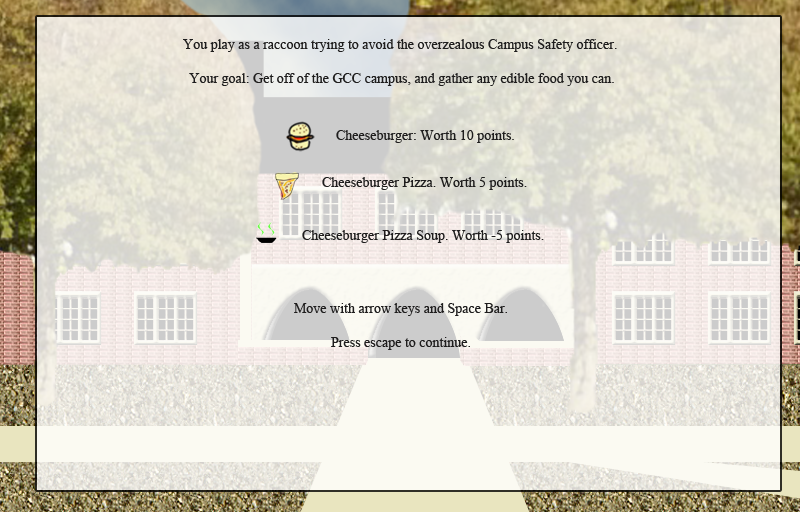 You play as a raccoon trying to avoid the overzealous Campus Safety officer.
Your goal: Get off of the GCC campus, and gather any edible food you can.
Cheeseburger: Worth 10 points.
Cheeseburger Pizza. Worth 5 points.
Cheeseburger Pizza Soup. Worth -5 points.
Move with arrow keys and Space Bar.
Press escape to continue.